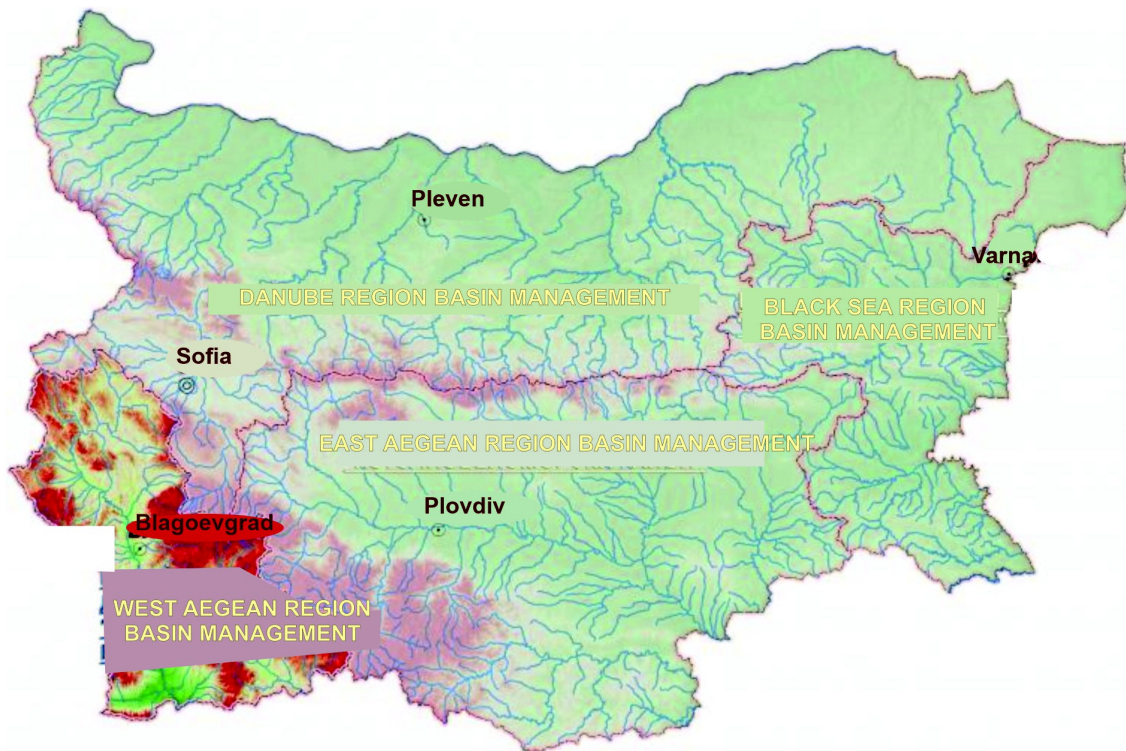 Pleven
Varna
DANUBE REGION BASIN MANAGEMENT
BLACK SEA REGION
BASIN MANAGEMENT
Sofia
EAST AEGEAN REGION BASIN MANAGEMENT
Plovdiv
Blagoevgrad
WEST AEGEAN REGION
BASIN MANAGEMENT